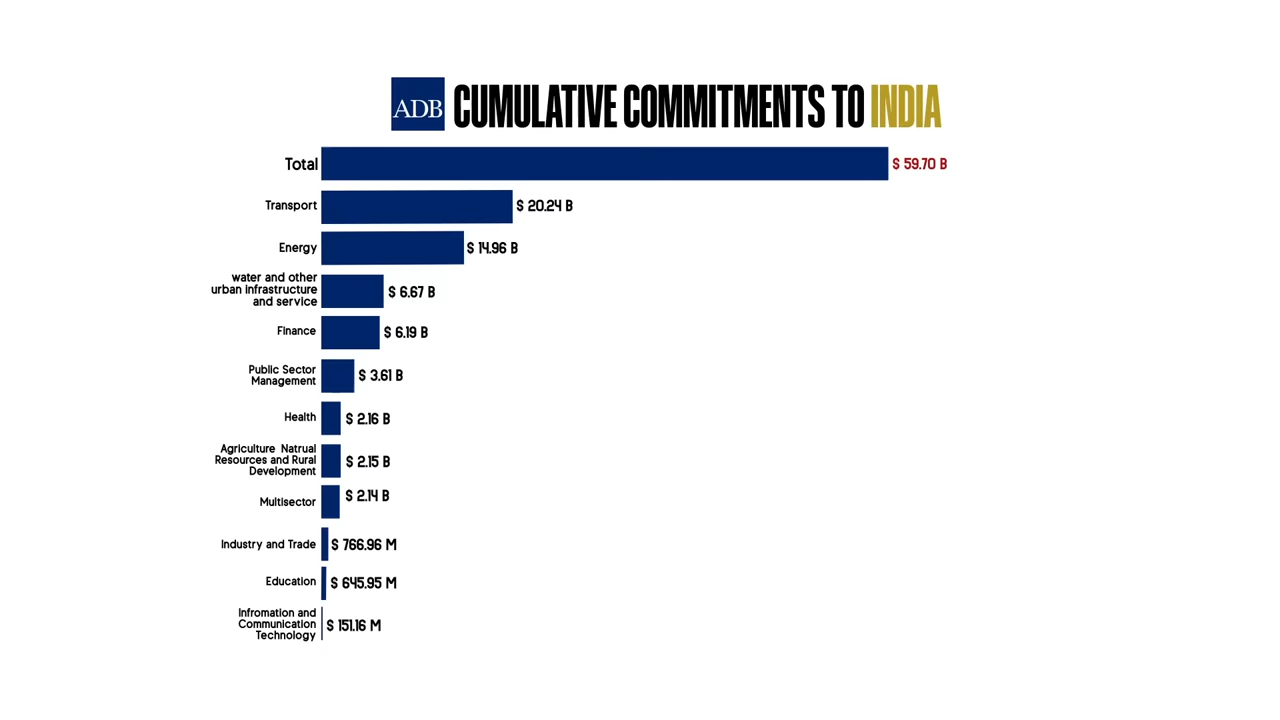 ADB CUMULATIVE COMMITMENTS TO INDIA
Total $ 59.70 B
Transport $ 20.24 B
Energy $ 14.96 B
water and other
urban infrastructure
and service
$ 6.67 B
Finance $ 6.19 B
Public Sector
Management
$ 3.61 B
Health $ 2.16 B
Agriculture Natrual
Resources and Rural
Development
$ 2.15 B
Multisector $ 2.14 B
Industry and Trade $ 766.96 M
Education $ 645.95 M
Infromation and
Communication
Technology
$ 151.16 M